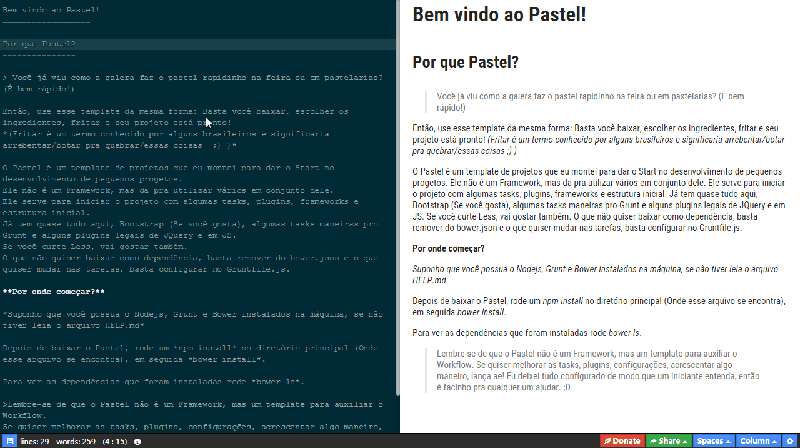 Bem vindo ao Pastel!
================
Por que Pastel?
---------------
> Você já viu como a galera faz o pastel rapidinho na feira ou em pastelarias?
(É bem rápido!)
Então, use esse template da mesma forma: Basta você baixar, escolher os
ingredientes, fritar e seu projeto está pronto!
*(Fritar é um termo conhecido por alguns brasileiros e significaria
arrebentar/botar pra quebrar/essas coisas ;) )*
O Pastel é um template de projetos que eu montei para dar o Start no
desenvolvimento de pequenos progetos.
Ele não é um Framework, mas da pra utilizar vários em conjunto dele.
Ele serve para iniciar o projeto com algumas tasks, plugins, frameworks e
estrutura inicial.
Já tem quase tudo aqui, Bootstrap (Se você gosta), algumas tasks maneiras pro
Grunt e alguns plugins legais de JQuery e em JS.
Se você curte Less, vai gostar também.
O que não quiser baixar como dependência, basta remover do bower.json e o que
quiser mudar nas tarefas, basta configurar no Gruntfile.js.
**Por onde começar?**
*Suponho que você possua o Nodejs, Grunt e Bower instalados na máquina, se não
tiver leia o arquivo HELP.md*
Depois de baixar o Pastel, rode um *npm install* no diretório principal (Onde
esse arquivo se encontra), em seguida *bower install*.
Para ver as dependências que foram instaladas rode *bower ls*.
>Lembre-se de que o Pastel não é um Framework, mas um template para auxiliar o
Workflow.
Se quiser melhorar as tasks, plugins, configurações, acrescentar algo maneiro,
Bem vindo ao Pastel!
Por que Pastel?
Você já viu como a galera faz o pastel rapidinho na feira ou em pastelarias? (É bem
rápido!)
Então, use esse template da mesma forma: Basta você baixar, escolher os ingredientes, fritar e seu
projeto está pronto! (Fritar é um termo conhecido por alguns brasileiros e significaria arrebentar/botar
pra quebrar/essas coisas ;) )
O Pastel é um template de projetos que eu montei para dar o Start no desenvolvimento de pequenos
progetos. Ele não é um Framework, mas da pra utilizar vários em conjunto dele. Ele serve para iniciar
o projeto com algumas tasks, plugins, frameworks e estrutura inicial. Já tem quase tudo aqui,
Bootstrap (Se você gosta), algumas tasks maneiras pro Grunt e alguns plugins legais de JQuery e em
JS. Se você curte Less, vai gostar também. O que não quiser baixar como dependência, basta
remover do bower.json e o que quiser mudar nas tarefas, basta configurar no Gruntfile.js.
Por onde começar?
Suponho que você possua o Nodejs, Grunt e Bower instalados na máquina, se não tiver leia o arquivo
HELP.md
Depois de baixar o Pastel, rode um npm install no diretório principal (Onde esse arquivo se encontra),
em seguida bower install.
Para ver as dependências que foram instaladas rode bower ls.
Lembre-se de que o Pastel não é um Framework, mas um template para auxiliar o
Workflow. Se quiser melhorar as tasks, plugins, configurações, acrescentar algo
maneiro, lança ae! Eu deixei tudo configurado de modo que um iniciante entenda, então
é facinho pra qualquer um ajudar. ;D
lines: 29 words: 259 (4 : 15)
Donate Share Spaces Column